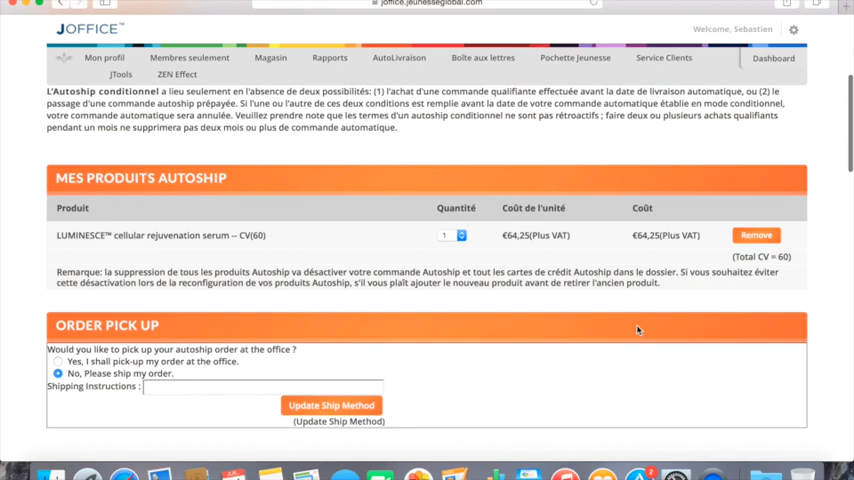 joffice.jeunesseglobal.com
JOFFICE™
Welcome, Sebastien
Mon profil Membres seulement Magasin Rapports AutoLivraison Boîte aux lettres Pochette Jeunesse Service Clients Dashboard
JTools ZEN Effect
L'Autoship conditionnel a lieu seulement en l'absence de deux possibilités: (1) l'achat d'une commande qualifiante effectuée avant la date de livraison automatique, ou (2) le
passage d'une commande autoship prépayée. Si l'une ou l'autre de ces deux conditions est remplie avant la date de votre commande automatique établie en mode conditionnel,
votre commande automatique sera annulée. Veuillez prendre note que les termes d'un autoship conditionnel ne sont pas rétroactifs ; faire deux ou plusieurs achats qualifiants
pendant un mois ne supprimera pas deux mois ou plus de commande automatique.
MES PRODUITS AUTOSHIP
Produit Quantité Coût de l'unité Coût
LUMINESCE™ cellular rejuvenation serum -- CV(60) 1 €64,25(Plus VAT) €64,25(Plus VAT) Remove
(Total CV = 60)
Remarque: la suppression de tous les produits Autoship va désactiver votre commande Autoship et tout les cartes de crédit Autoship dans le dossier. Si vous souhaitez éviter
cette désactivation lors de la reconfiguration de vos produits Autoship, s'il vous plaît ajouter le nouveau produit avant de retirer l'ancien produit.
ORDER PICK UP
Would you like to pick up your autoship order at the office ?
Yes, I shall pick-up my order at the office.
No, Please ship my order.
Shipping Instructions :
Update Ship Method
(Update Ship Method)
2